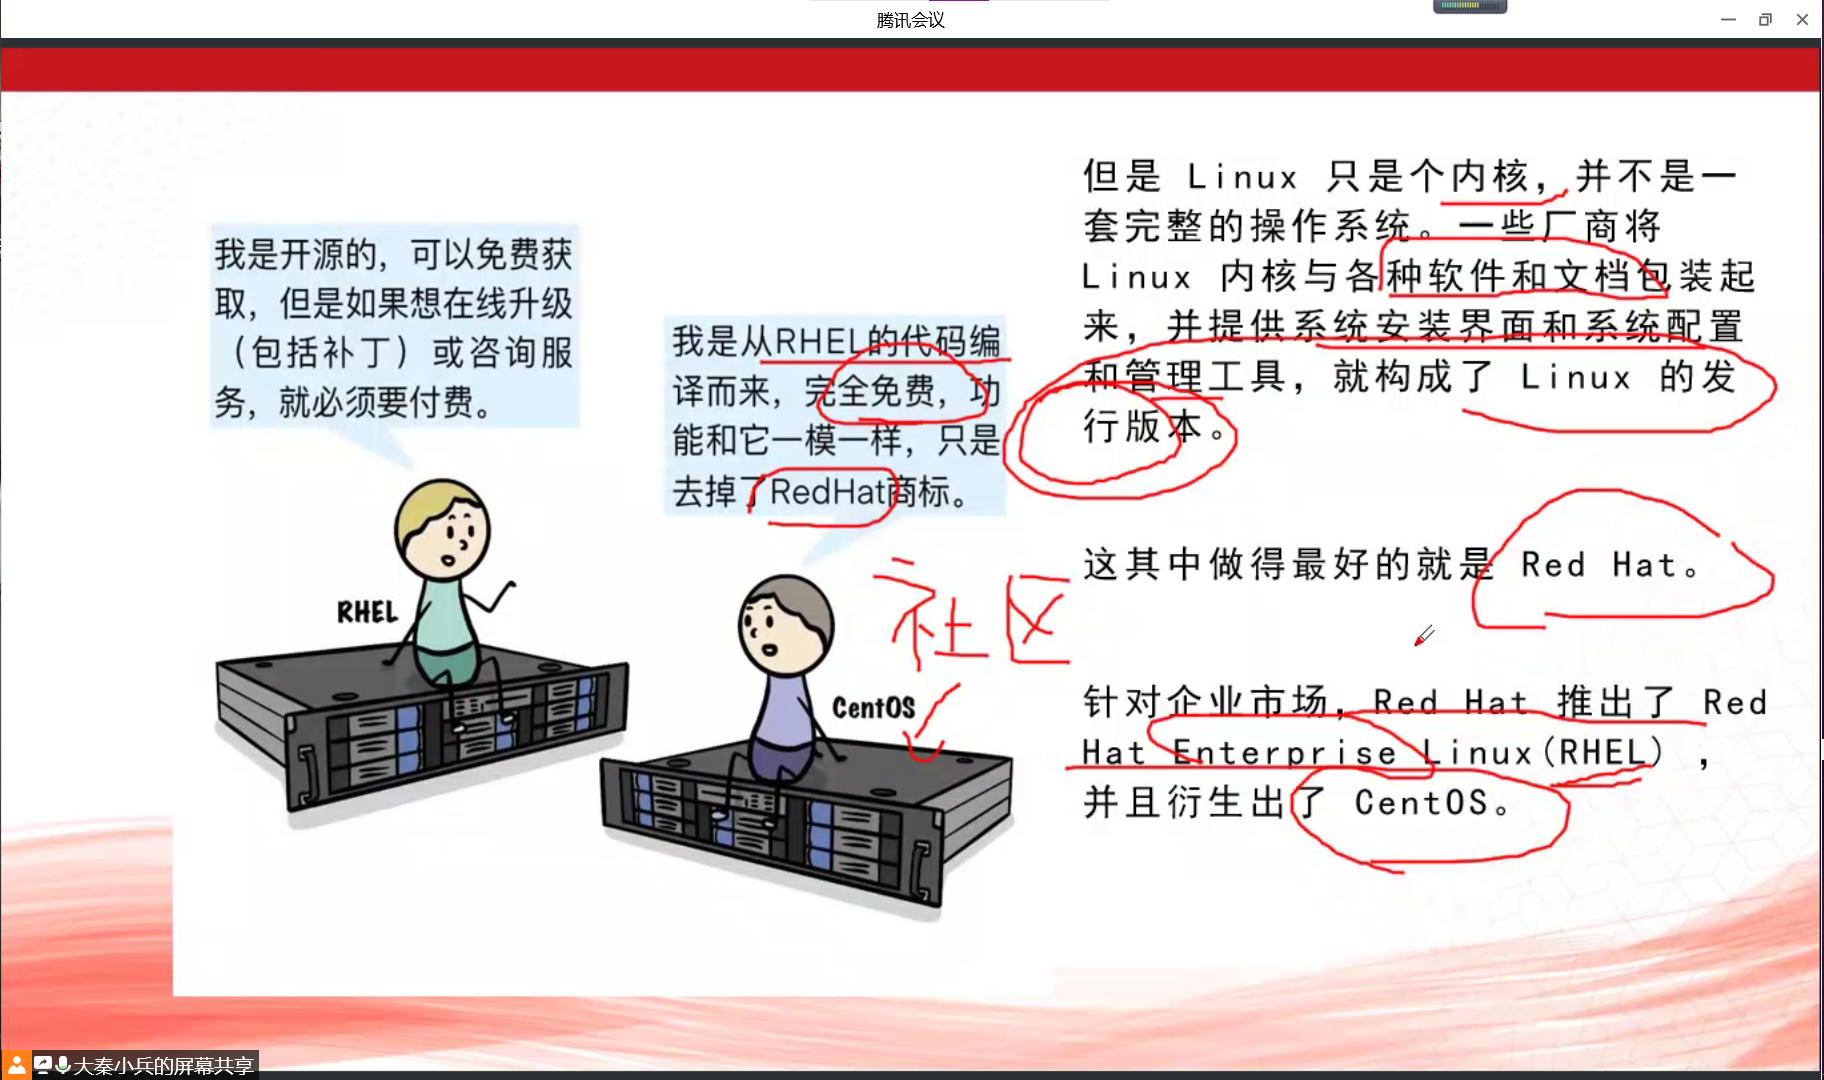 腾讯会议
我是开源的，可以免费获
取，但是如果想在线升级
（包括补丁）或咨询服
务，就必须要付费。
RHEL
我是从RHEL的代码编
译而来，完全免费，功
能和它一模一样，只是
去掉了RedHat商标。
社区
CentOS
但是 Linux 只是个内核，并不是一
套完整的操作系统。一些厂商将
Linux 内核与各种软件和文档包装起
来，并提供系统安装界面和系统配置
和管理工具，就构成了 Linux 的发
行版本。
这其中做得最好的就是 Red Hat。
针对企业市场，Red Hat 推出了 Red
Hat Enterprise Linux(RHEL)，
并且衍生出了 CentOS。
大秦小兵的屏幕共享